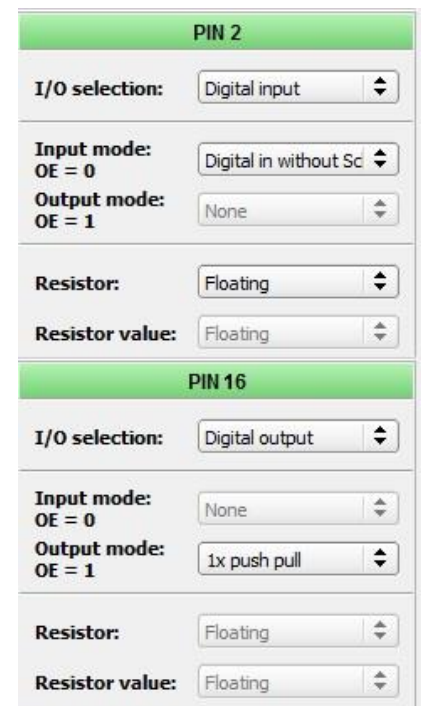 PIN 2
I/O selection: Digital input
Input mode:
OE = 0 Digital in without Sc
Output mode:
OE = 1 None
Resistor: Floating
Resistor value: Floating
PIN 16
I/O selection: Digital output
Input mode:
OE = 0 None
Output mode:
OE = 1 1x push pull
Resistor: Floating
Resistor value: Floating